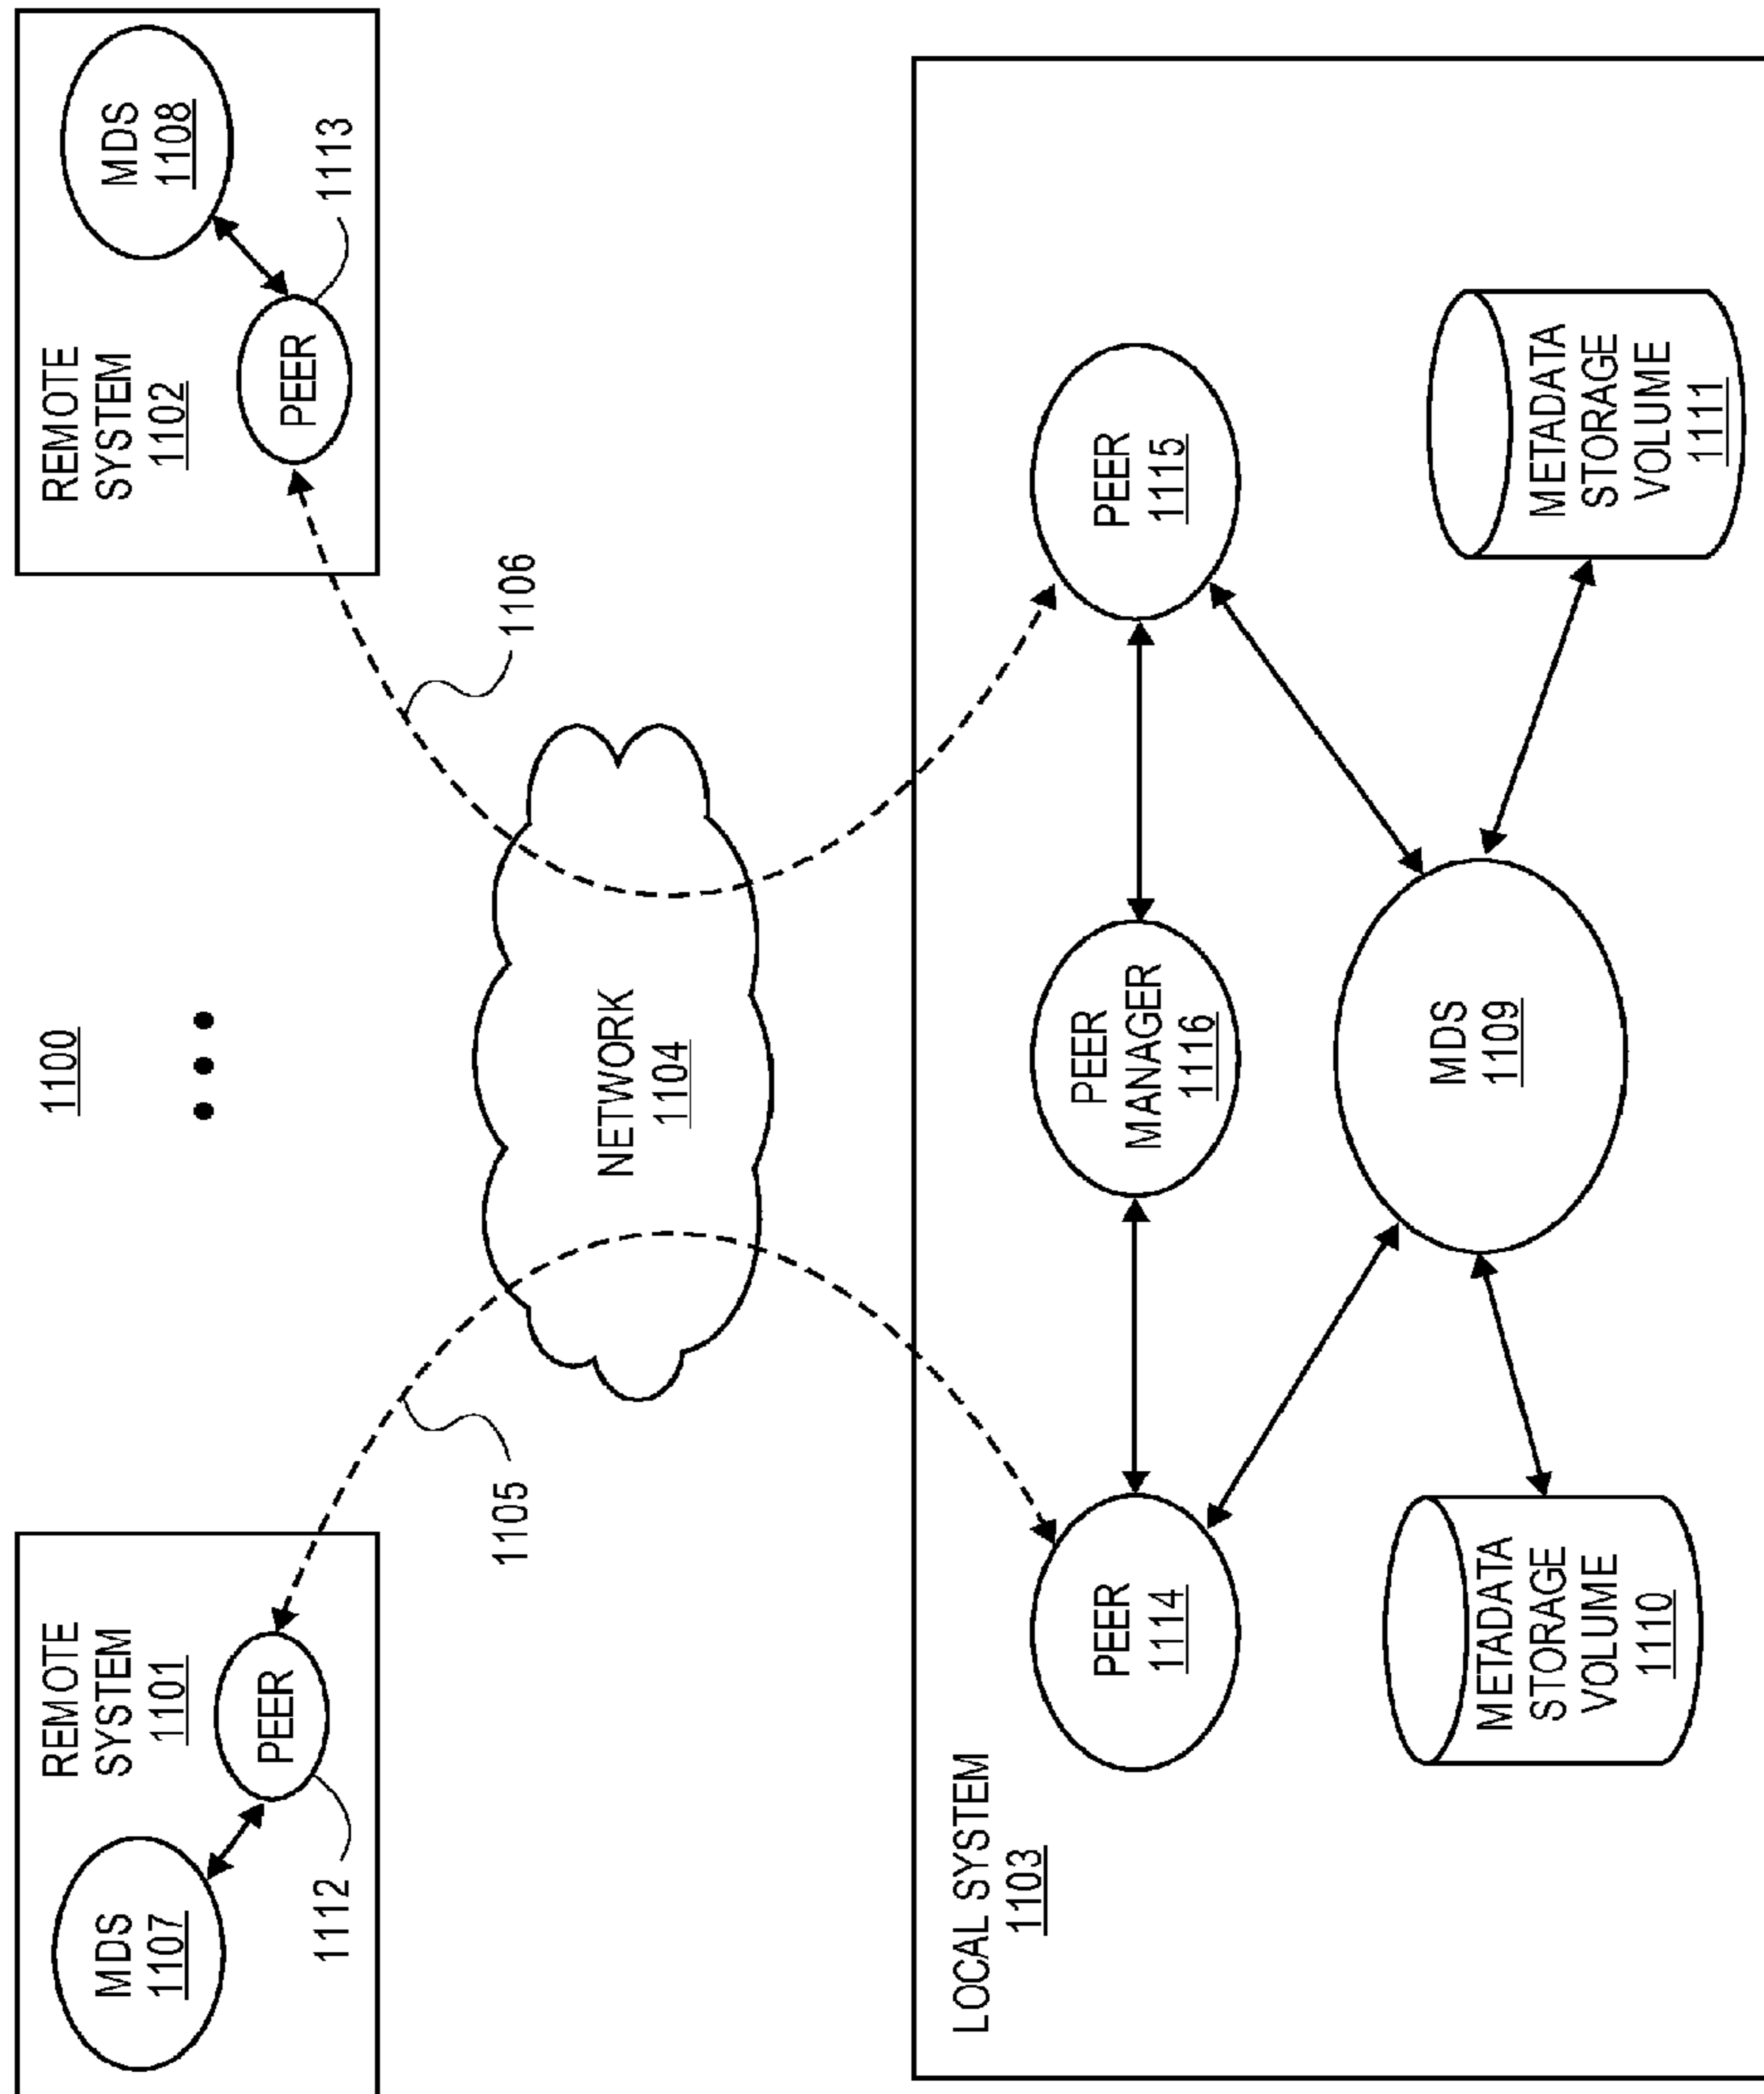 1100
REMOTE
SYSTEM
1101
MDS
1107
PEER
1112
REMOTE
SYSTEM
1102
MDS
1108
PEER
1113
1105
1106
NETWORK
1104
LOCAL SYSTEM
1103
PEER
1114
PEER
MANAGER
1116
PEER
1115
MDS
1109
METADATA
STORAGE
VOLUME
1110
METADATA
STORAGE
VOLUME
1111